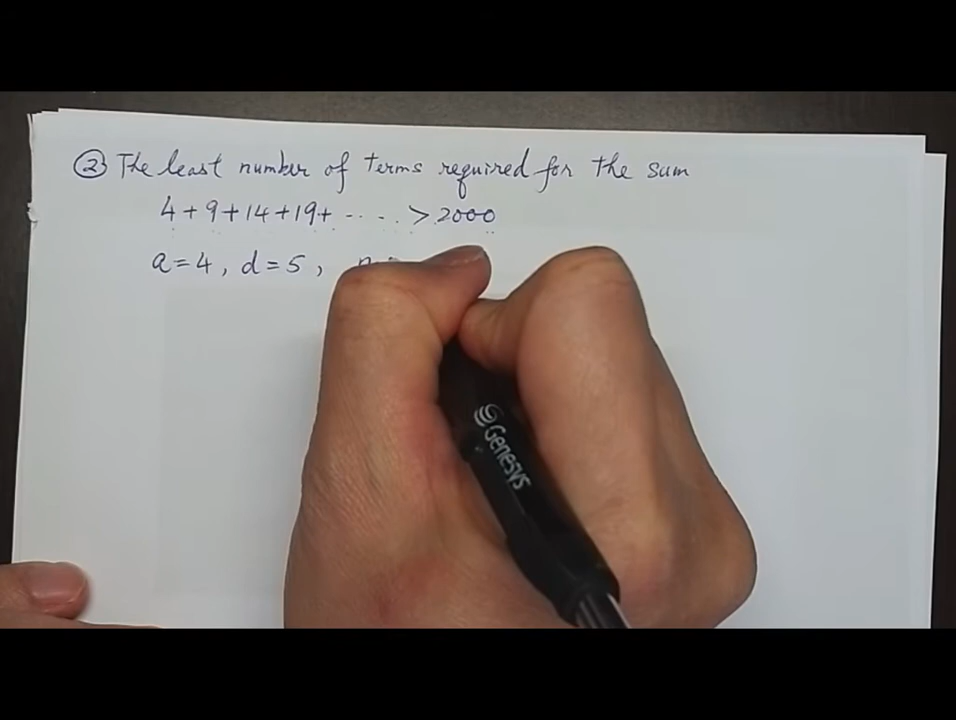 ② The least number of terms required for the sum
4+9+14+19+ ..... > 2000
a=4, d=5,
Genesys